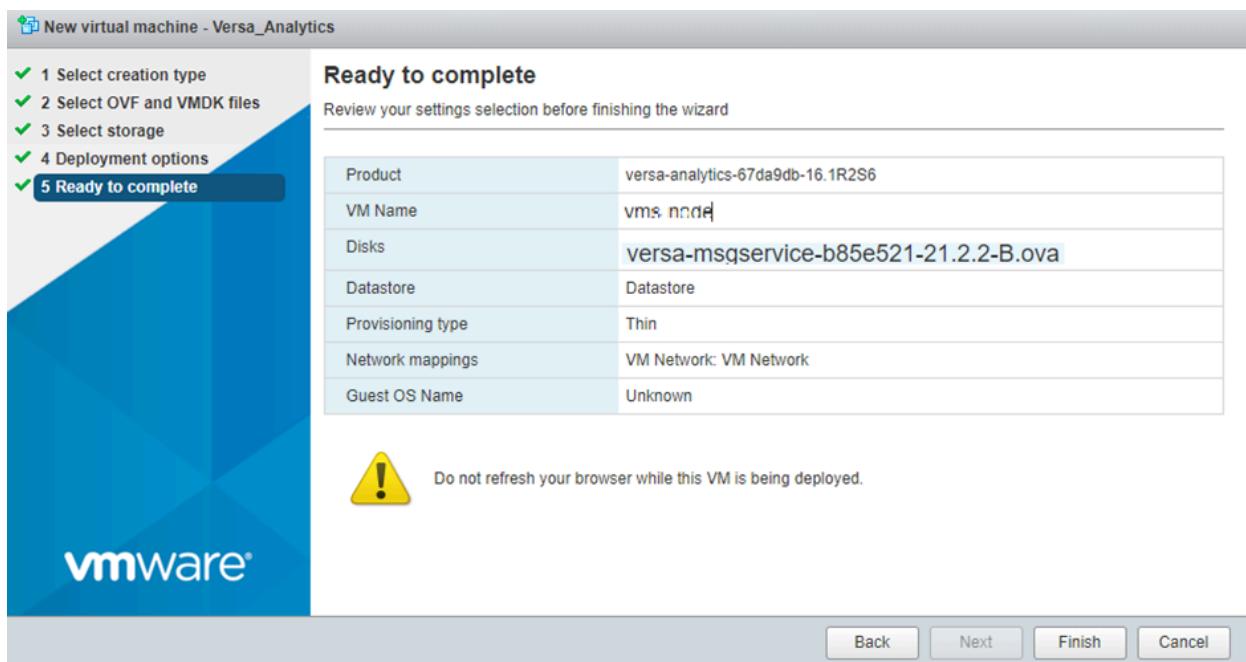 New virtual machine - Versa_Analytics
1 Select creation type
2 Select OVF and VMDK files
3 Select storage
4 Deployment options
5 Ready to complete
vmware®
Ready to complete
Review your settings selection before finishing the wizard
Product versa-analytics-67da9db-16.1R2S6
VM Name vms node
Disks versa-msgservice-b85e521-21.2.2-B.ova
Datastore Datastore
Provisioning type Thin
Network mappings VM Network: VM Network
Guest OS Name Unknown
Do not refresh your browser while this VM is being deployed.
Back Next Finish Cancel